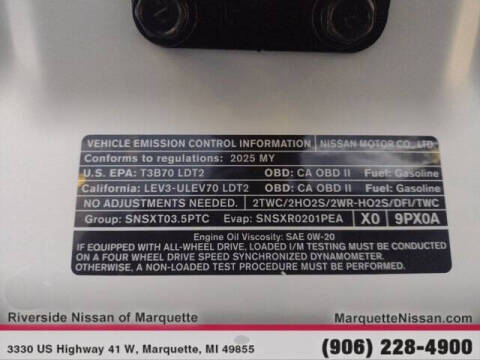 VEHICLE EMISSION CONTROL INFORMATION NISSAN MOTOR CO., LTD.
Conforms to regulations: 2025 MY
U.S. EPA: T3B70 LDT2 OBD: CA OBD II Fuel: Gasoline
California: LEV3-ULEV70 LDT2 OBD: CA OBD II Fuel: Gasoline
NO ADJUSTMENTS NEEDED. 2TWC/2HO2S/2WR-HO2S/DFI/TWC
Group: SNSXT03.5PTC Evap: SNSXR0201PEA X0 9PX0A
Engine Oil Viscosity: SAE 0W-20
IF EQUIPPED WITH ALL-WHEEL DRIVE, LOADED I/M TESTING MUST BE CONDUCTED
ON A FOUR WHEEL DRIVE SPEED SYNCHRONIZED DYNAMOMETER.
OTHERWISE, A NON-LOADED TEST PROCEDURE MUST BE PERFORMED.
Riverside Nissan of Marquette MarquetteNissan.com
3330 US Highway 41 W, Marquette, MI 49855 (906) 228-4900